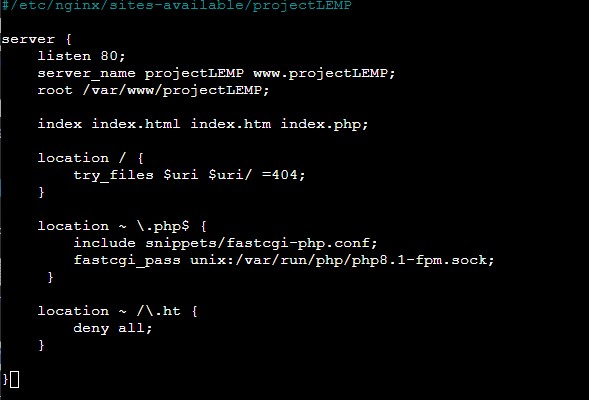 #/etc/nginx/sites-available/projectLEMP

server {
    listen 80;
    server_name projectLEMP www.projectLEMP;
    root /var/www/projectLEMP;

    index index.html index.htm index.php;

    location / {
        try_files $uri $uri/ =404;
    }

    location ~ \.php$ {
        include snippets/fastcgi-php.conf;
        fastcgi_pass unix:/var/run/php/php8.1-fpm.sock;
     }

    location ~ /\.ht {
        deny all;
    }

}